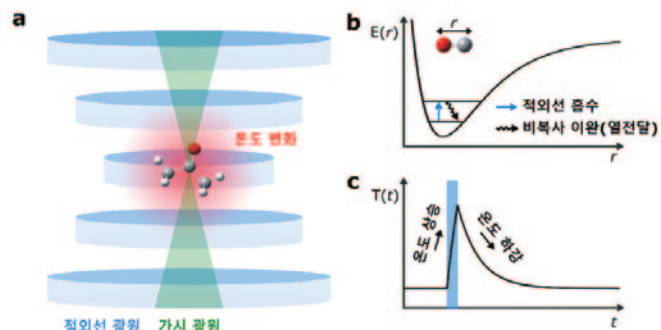 a
온도 변화
적외선 광원 가시 광원
b
E(r)
r
적외선 흡수
비복사 이완(열전달)
r
c
T(t)
온도 상승
온도 하강
t